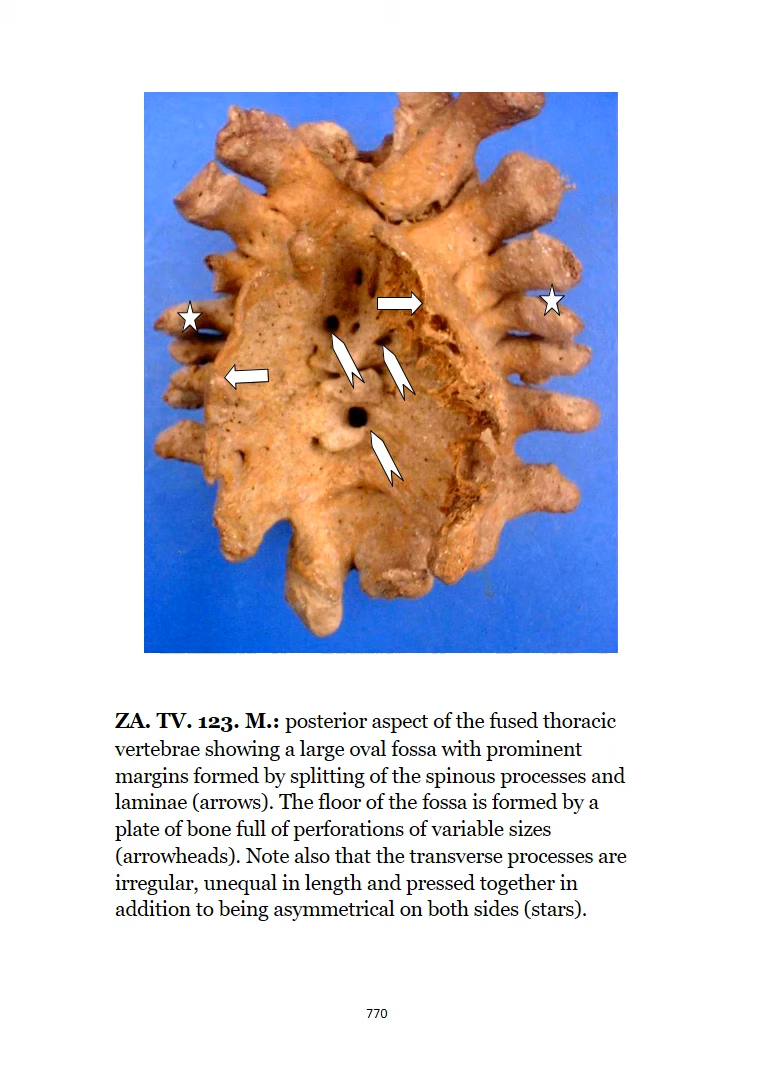 ZA. TV. 123. M.: posterior aspect of the fused thoracic
vertebrae showing a large oval fossa with prominent
margins formed by splitting of the spinous processes and
laminae (arrows). The floor of the fossa is formed by a
plate of bone full of perforations of variable sizes
(arrowheads). Note also that the transverse processes are
irregular, unequal in length and pressed together in
addition to being asymmetrical on both sides (stars).
770